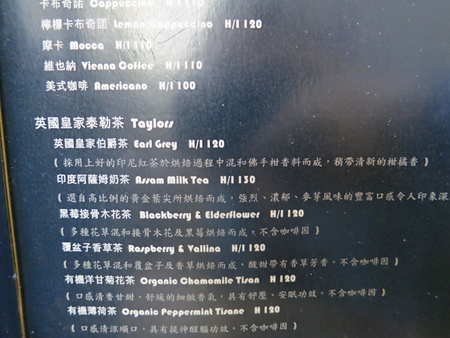 卡布奇諾 Cappuccino H/I 110
檸檬卡布奇諾 Lemon Cappuccino H/I 120
摩卡 Mocca H/I 110
維也納 Vienna Coffee H/I 110
美式咖啡 Americano H/I 100
英國皇家泰勒茶 Taylors
英國皇家伯爵茶 Earl Grey H/I 120
( 採用上好的印尼紅茶於烘焙過程中混和佛手柑香料而成，稍帶清新的柑橘香 )
印度阿薩姆奶茶 Assam Milk Tea H/I 130
( 選自高比例的黃金葉尖所烘焙而成，強烈、濃郁、麥芽風味的豐富口感令人印象深
黑莓接骨木花茶 Blackberry & Elderflower H/I 120
( 多種花草混和接骨木花及黑莓烘焙而成。不含咖啡因 )
覆盆子香草茶 Raspberry & Vallina H/I 120
( 多種花草混和覆盆子及香草烘焙而成，酸甜帶有香草芳香。不含咖啡因 )
有機洋甘菊花茶 Organic Chamomile Tisan H 120
( 口感清香甘甜、舒緩的細緻香氣，具有舒壓、安眠功效。不含咖啡因 )
有機薄荷茶 Organic Peppermint Tisane H 120
( 口感清涼順口，具有提神醒腦功效。不含咖啡因 )